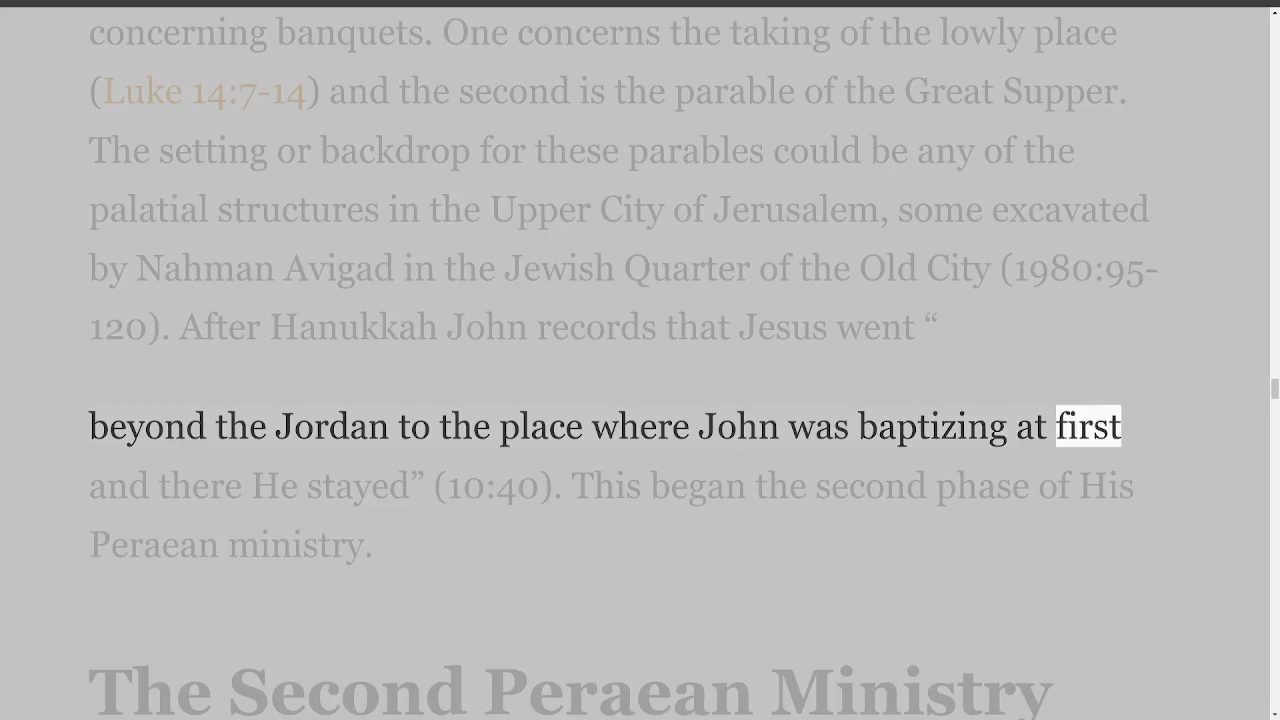 concerning banquets. One concerns the taking of the lowly place
(Luke 14:7-14) and the second is the parable of the Great Supper.
The setting or backdrop for these parables could be any of the
palatial structures in the Upper City of Jerusalem, some excavated
by Nahman Avigad in the Jewish Quarter of the Old City (1980:95-
120). After Hanukkah John records that Jesus went “
beyond the Jordan to the place where John was baptizing at first
and there He stayed” (10:40). This began the second phase of His
Peraean ministry.
The Second Peraean Ministry